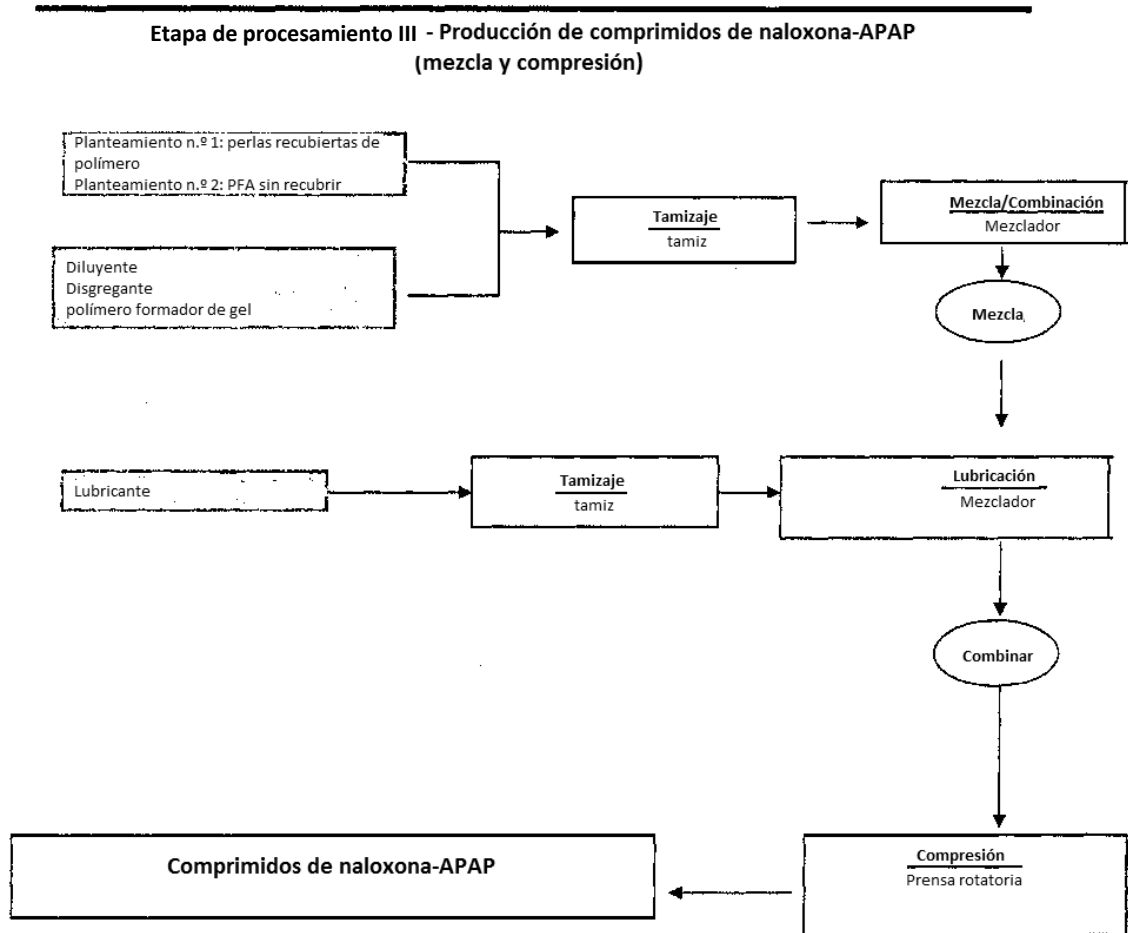 Etapa de procesamiento III - Producción de comprimidos de naloxona-APAP
(mezcla y compresión)
Planteamiento n.º 1: perlas recubiertas de
polímero
Planteamiento n.º 2: PFA sin recubrir
Diluyente
Disgregante
polímero formador de gel
Tamizaje
tamiz
Mezcla/Combinación
Mezclador
Mezcla
Lubricante
Tamizaje
tamiz
Lubricación
Mezclador
Combinar
Compresión
Prensa rotatoria
Comprimidos de naloxona-APAP